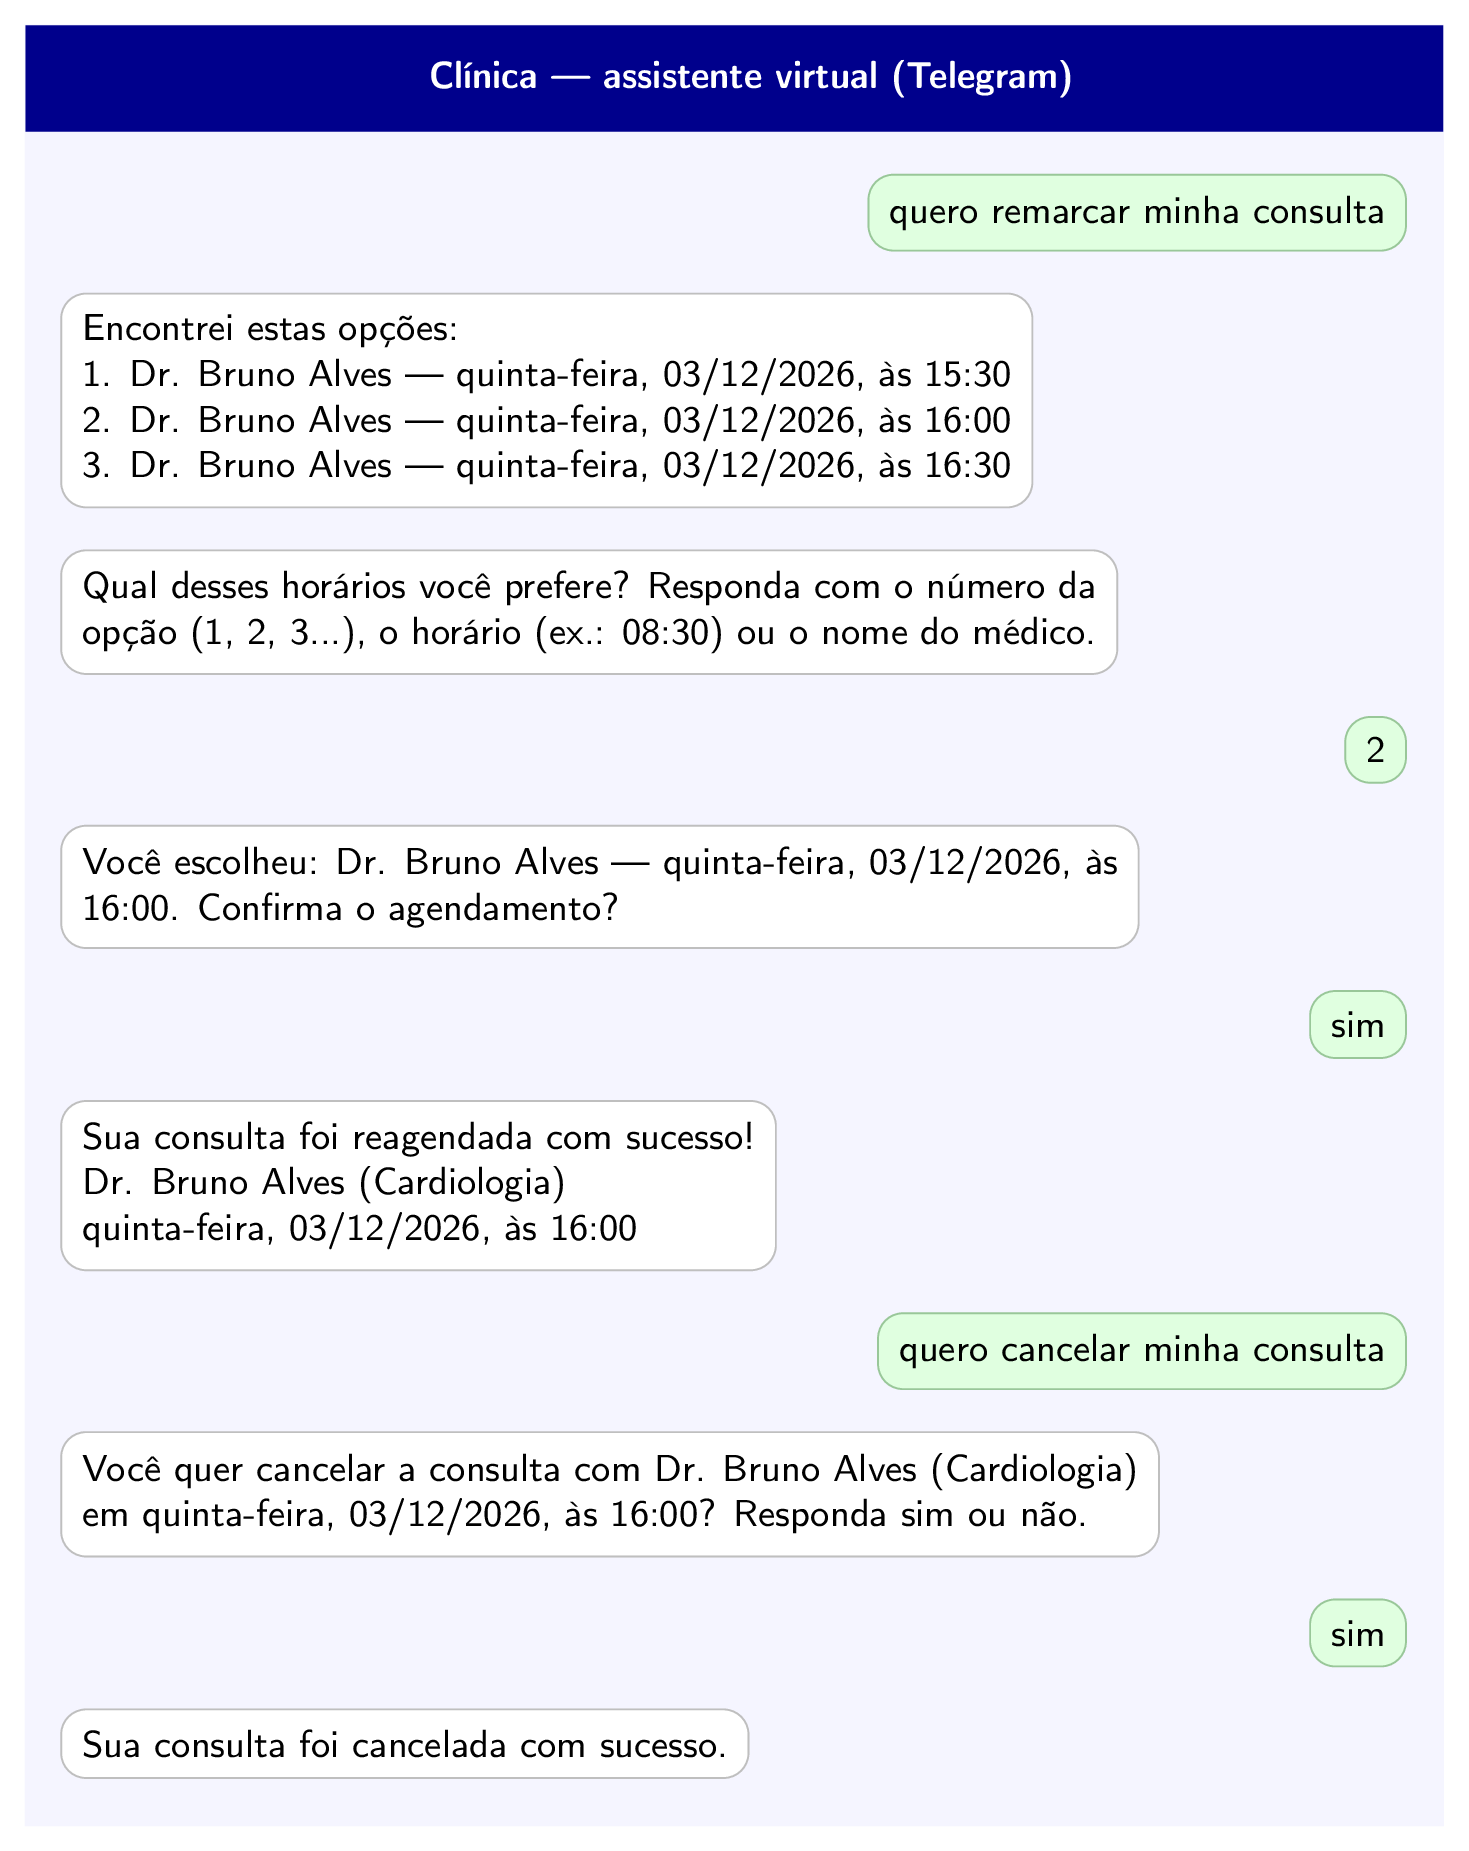 Clínica — assistente virtual (Telegram)
quero remarcar minha consulta
Encontrei estas opções:
1. Dr. Bruno Alves — quinta-feira, 03/12/2026, às 15:30
2. Dr. Bruno Alves — quinta-feira, 03/12/2026, às 16:00
3. Dr. Bruno Alves — quinta-feira, 03/12/2026, às 16:30
Qual desses horários você prefere? Responda com o número da
opção (1, 2, 3...), o horário (ex.: 08:30) ou o nome do médico.
2
Você escolheu: Dr. Bruno Alves — quinta-feira, 03/12/2026, às
16:00. Confirma o agendamento?
sim
Sua consulta foi reagendada com sucesso!
Dr. Bruno Alves (Cardiologia)
quinta-feira, 03/12/2026, às 16:00
quero cancelar minha consulta
Você quer cancelar a consulta com Dr. Bruno Alves (Cardiologia)
em quinta-feira, 03/12/2026, às 16:00? Responda sim ou não.
sim
Sua consulta foi cancelada com sucesso.